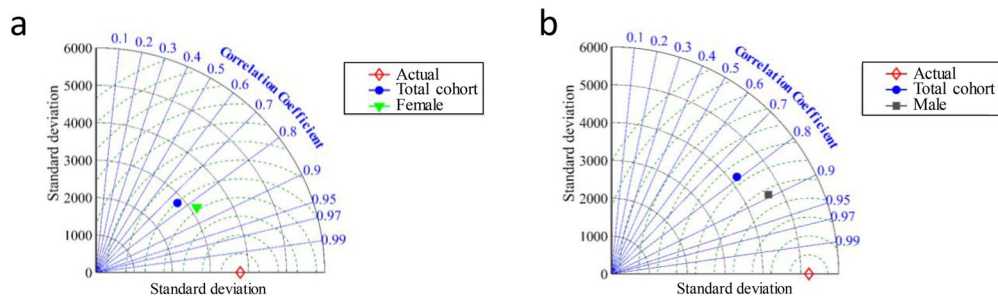 a
6000
5000
4000
3000
2000
1000
0
Standard deviation
Standard deviation
0.1
0.2
0.3
0.4
0.5
0.6
0.7
0.8
0.9
0.95
0.97
0.99
Correlation Coefficient
Actual
Total cohort
Female
b
6000
5000
4000
3000
2000
1000
0
Standard deviation
Standard deviation
0.1
0.2
0.3
0.4
0.5
0.6
0.7
0.8
0.9
0.95
0.97
0.99
Correlation Coefficient
Actual
Total cohort
Male